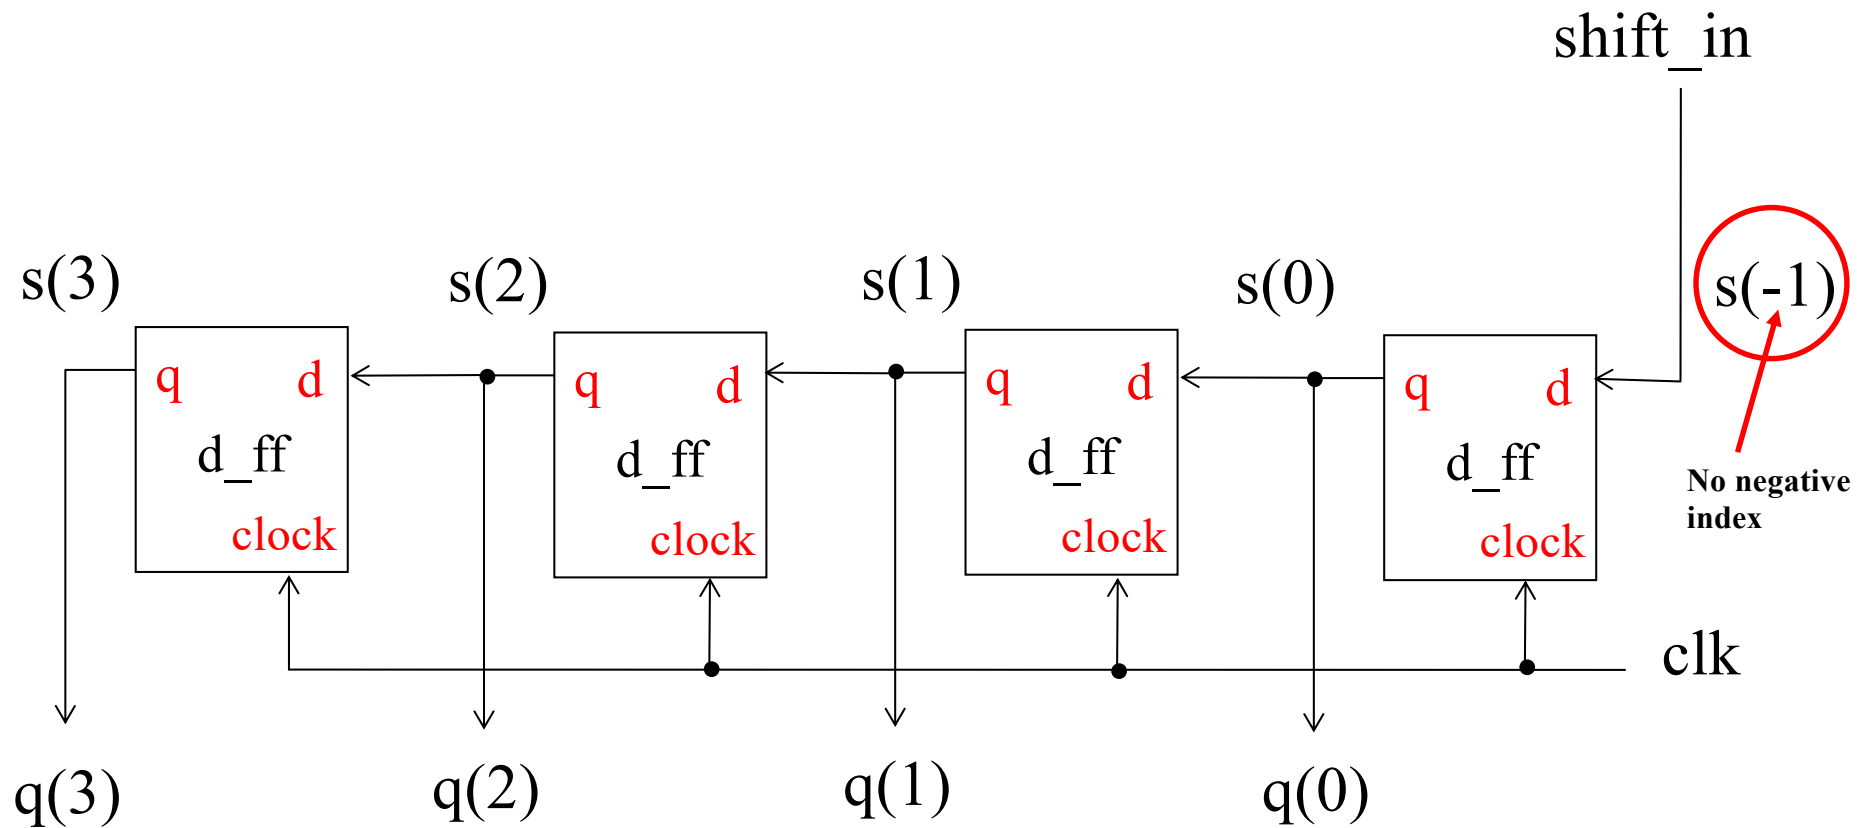 shift_in
s(3)
s(2)
s(1)
s(0)
s(-1)
q d
d_ff
clock
q d
d_ff
clock
q d
d_ff
clock
q d
d_ff
clock
No negative
index
clk
q(3)
q(2)
q(1)
q(0)